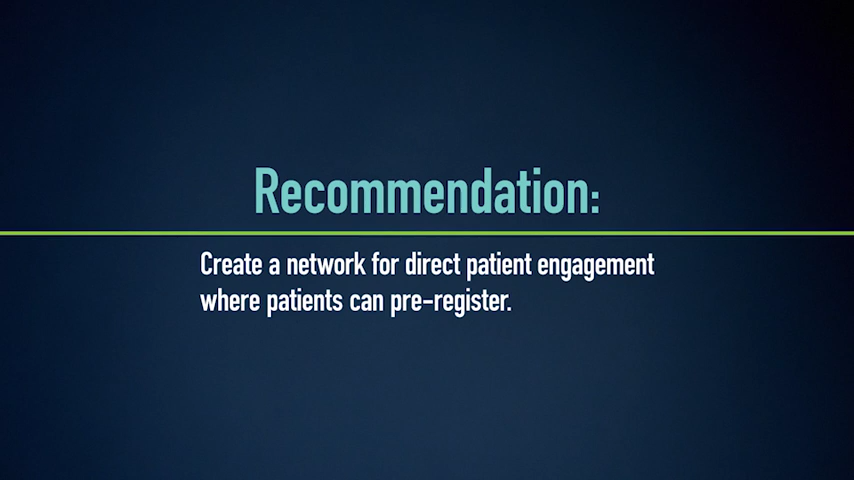 Recommendation:
Create a network for direct patient engagement
where patients can pre-register.